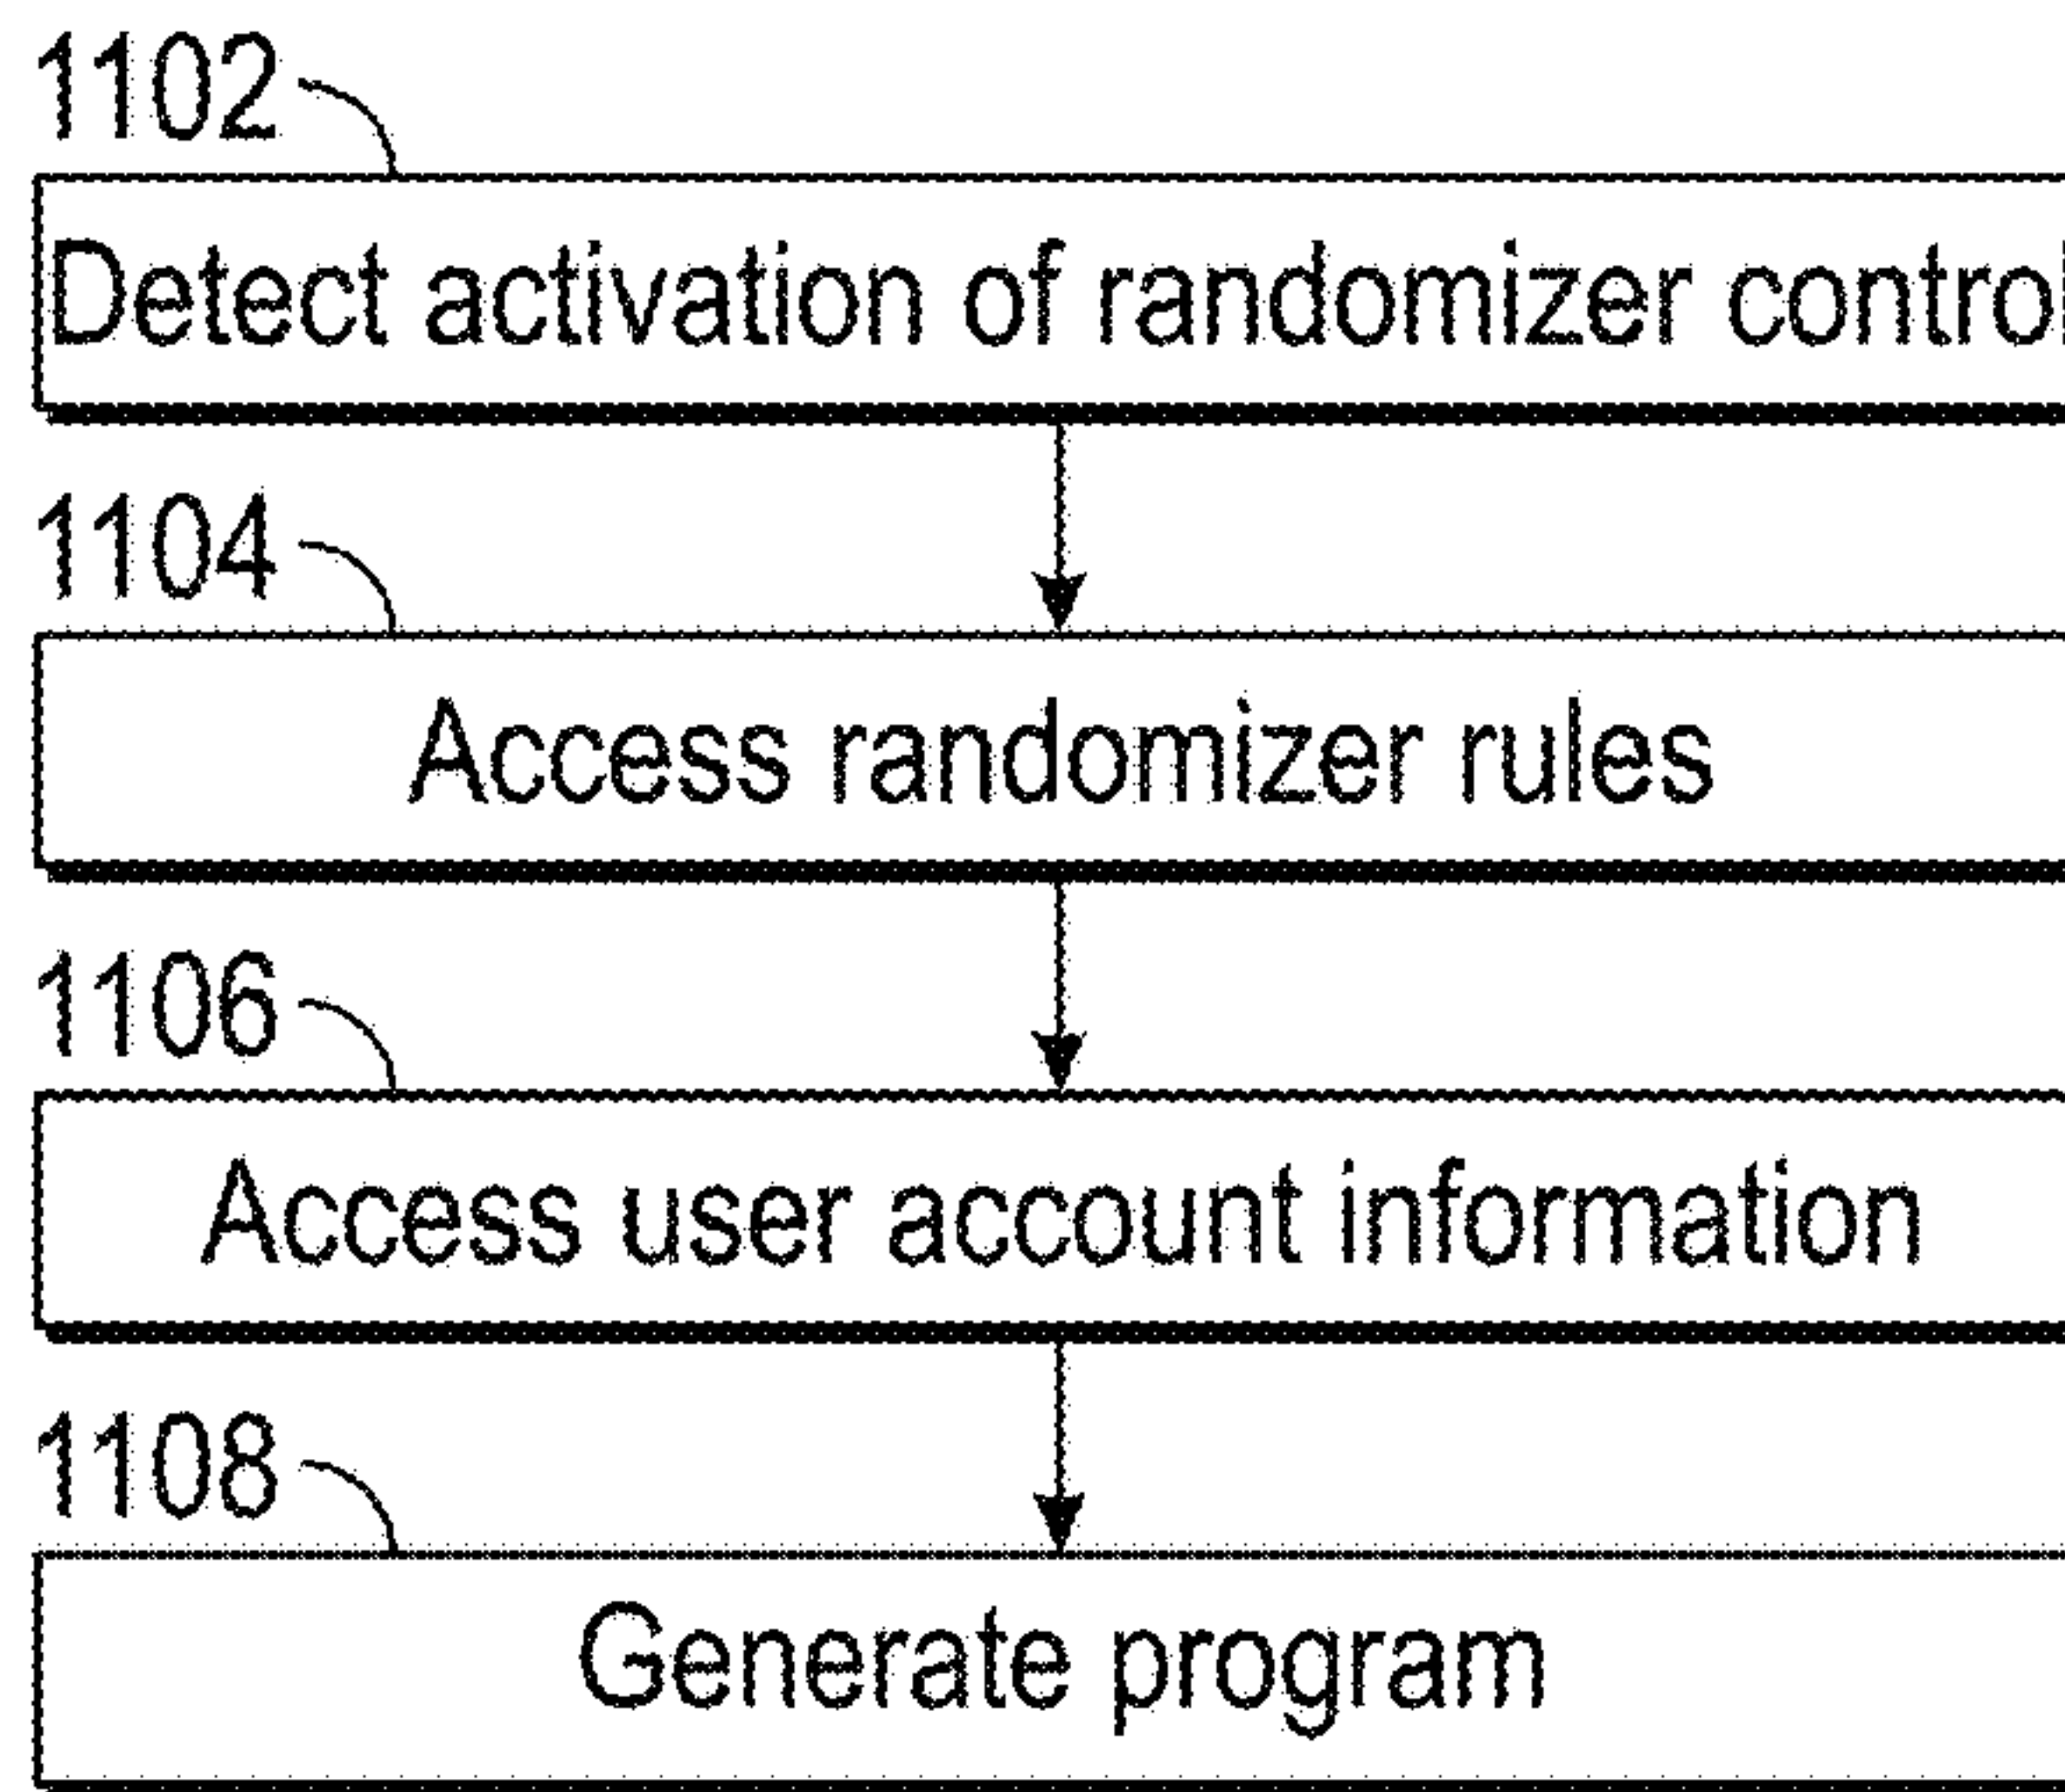 1102
Detect activation of randomizer control
1104
Access randomizer rules
1106
Access user account information
1108
Generate program